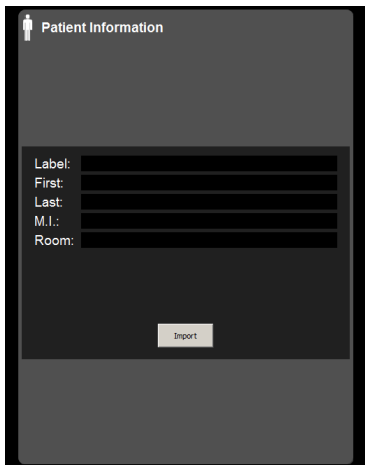 Patient Information
Label:
First:
Last:
M.I.:
Room:
Import